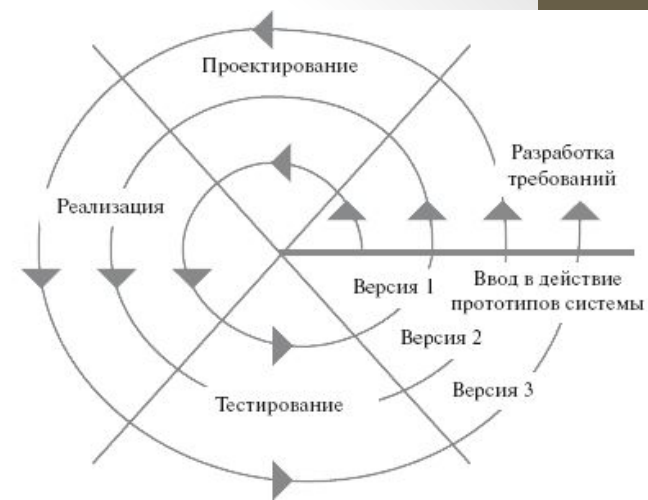 Проектирование
Разработка
требований
Реализация
Ввод в действие
прототипов системы
Версия 1
Версия 2
Версия 3
Тестирование